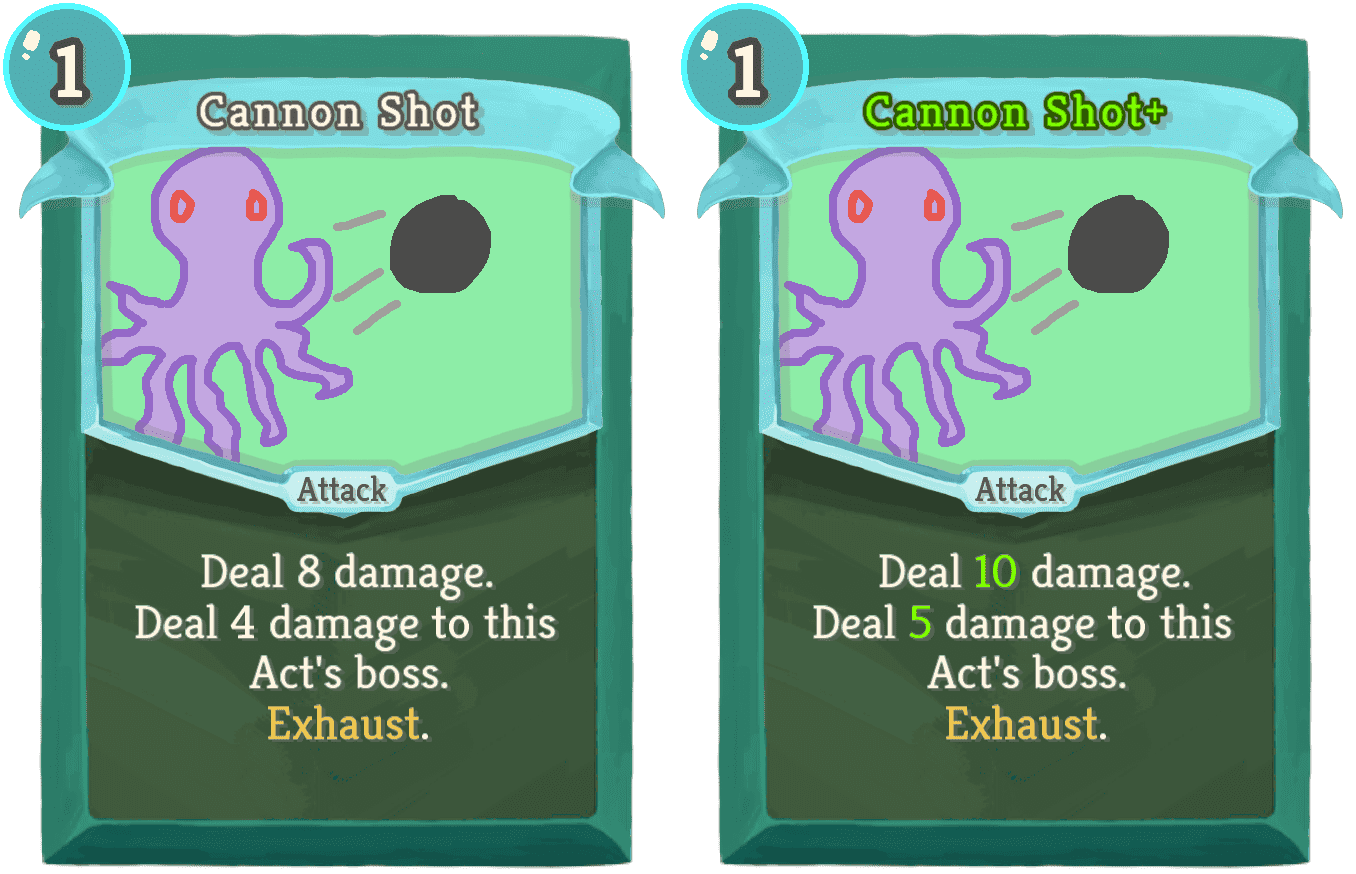 1
Cannon Shot
Attack
Deal 8 damage.
Deal 4 damage to this
Act's boss.
Exhaust.
1
Cannon Shot+
Attack
Deal 10 damage.
Deal 5 damage to this
Act's boss.
Exhaust.